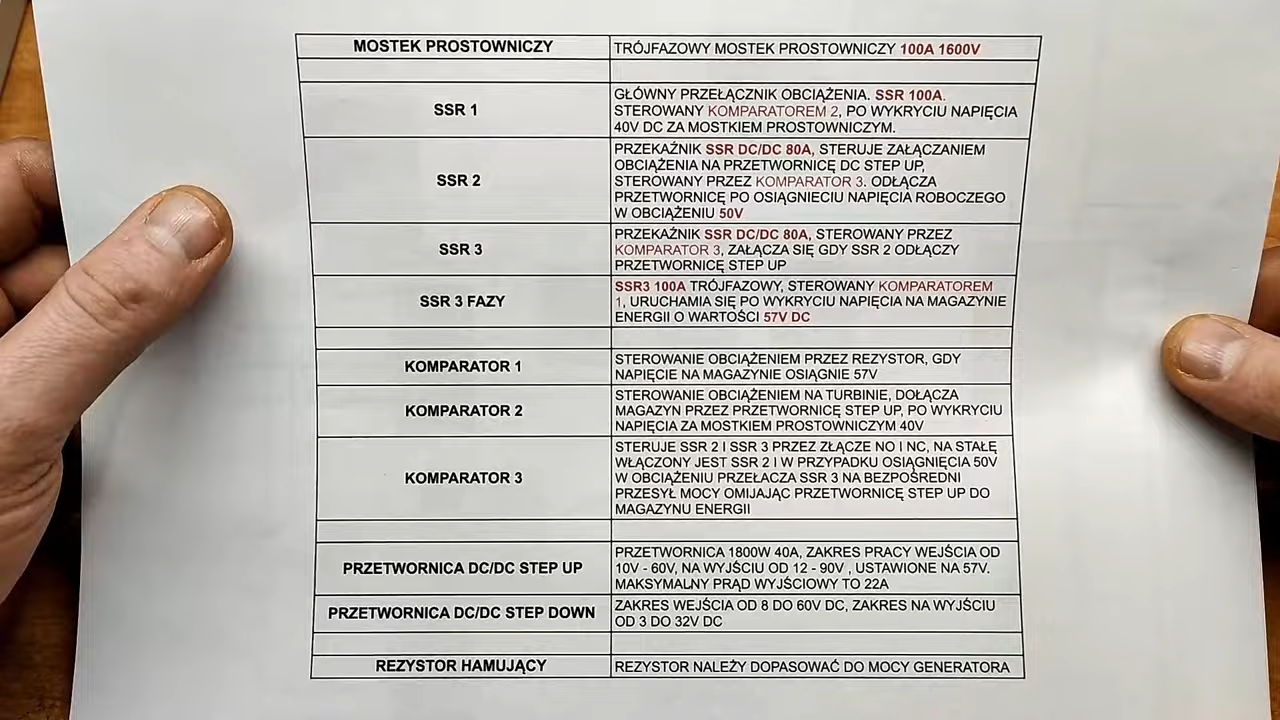 MOSTEK PROSTOWNICZY
TRÓJFAZOWY MOSTEK PROSTOWNICZY 100A 1600V
SSR 1
GŁÓWNY PRZEŁĄCZNIK OBCIĄŻENIA. SSR 100A.
STEROWANY KOMPARATOREM 2, PO WYKRYCIU NAPIĘCIA
40V DC ZA MOSTKIEM PROSTOWNICZYM.
SSR 2
PRZEKAŹNIK SSR DC/DC 80A, STERUJE ZAŁĄCZANIEM
OBCIĄŻENIA NA PRZETWORNICĘ DC STEP UP,
STEROWANY PRZEZ KOMPARATOR 3. ODŁĄCZA
PRZETWORNICĘ PO OSIĄGNIECIU NAPIĘCIA ROBOCZEGO
W OBCIĄŻENIU 50V
SSR 3
PRZEKAŹNIK SSR DC/DC 80A, STEROWANY PRZEZ
KOMPARATOR 3, ZAŁĄCZA SIĘ GDY SSR 2 ODŁĄCZY
PRZETWORNICĘ STEP UP
SSR 3 FAZY
SSR3 100A TRÓJFAZOWY, STEROWANY KOMPARATOREM
1, URUCHAMIA SIĘ PO WYKRYCIU NAPIĘCIA NA MAGAZYNIE
ENERGII O WARTOŚCI 57V DC
KOMPARATOR 1
STEROWANIE OBCIĄŻENIEM PRZEZ REZYSTOR, GDY
NAPIĘCIE NA MAGAZYNIE OSIĄGNIE 57V
KOMPARATOR 2
STEROWANIE OBCIĄŻENIEM NA TURBINIE, DOŁĄCZA
MAGAZYN PRZEZ PRZETWORNICĘ STEP UP, PO WYKRYCIU
NAPIĘCIA ZA MOSTKIEM PROSTOWNICZYM 40V
KOMPARATOR 3
STERUJE SSR 2 I SSR 3 PRZEZ ZŁĄCZE NO I NC, NA STAŁĘ
WŁĄCZONY JEST SSR 2 I W PRZYPADKU OSIĄGNIĘCIA 50V
W OBCIĄŻENIU PRZEŁACZA SSR 3 NA BEZPOŚREDNI
PRZESYŁ MOCY OMIJAJĄC PRZETWORNICĘ STEP UP DO
MAGAZYNU ENERGII
PRZETWORNICA DC/DC STEP UP
PRZETWORNICA 1800W 40A, ZAKRES PRACY WEJŚCIA OD
10V - 60V, NA WYJŚCIU OD 12 - 90V , USTAWIONE NA 57V.
MAKSYMALNY PRĄD WYJŚCIOWY TO 22A
PRZETWORNICA DC/DC STEP DOWN
ZAKRES WEJŚCIA OD 8 DO 60V DC, ZAKRES NA WYJŚCIU
OD 3 DO 32V DC
REZYSTOR HAMUJĄCY
REZYSTOR NALEŻY DOPASOWAĆ DO MOCY GENERATORA